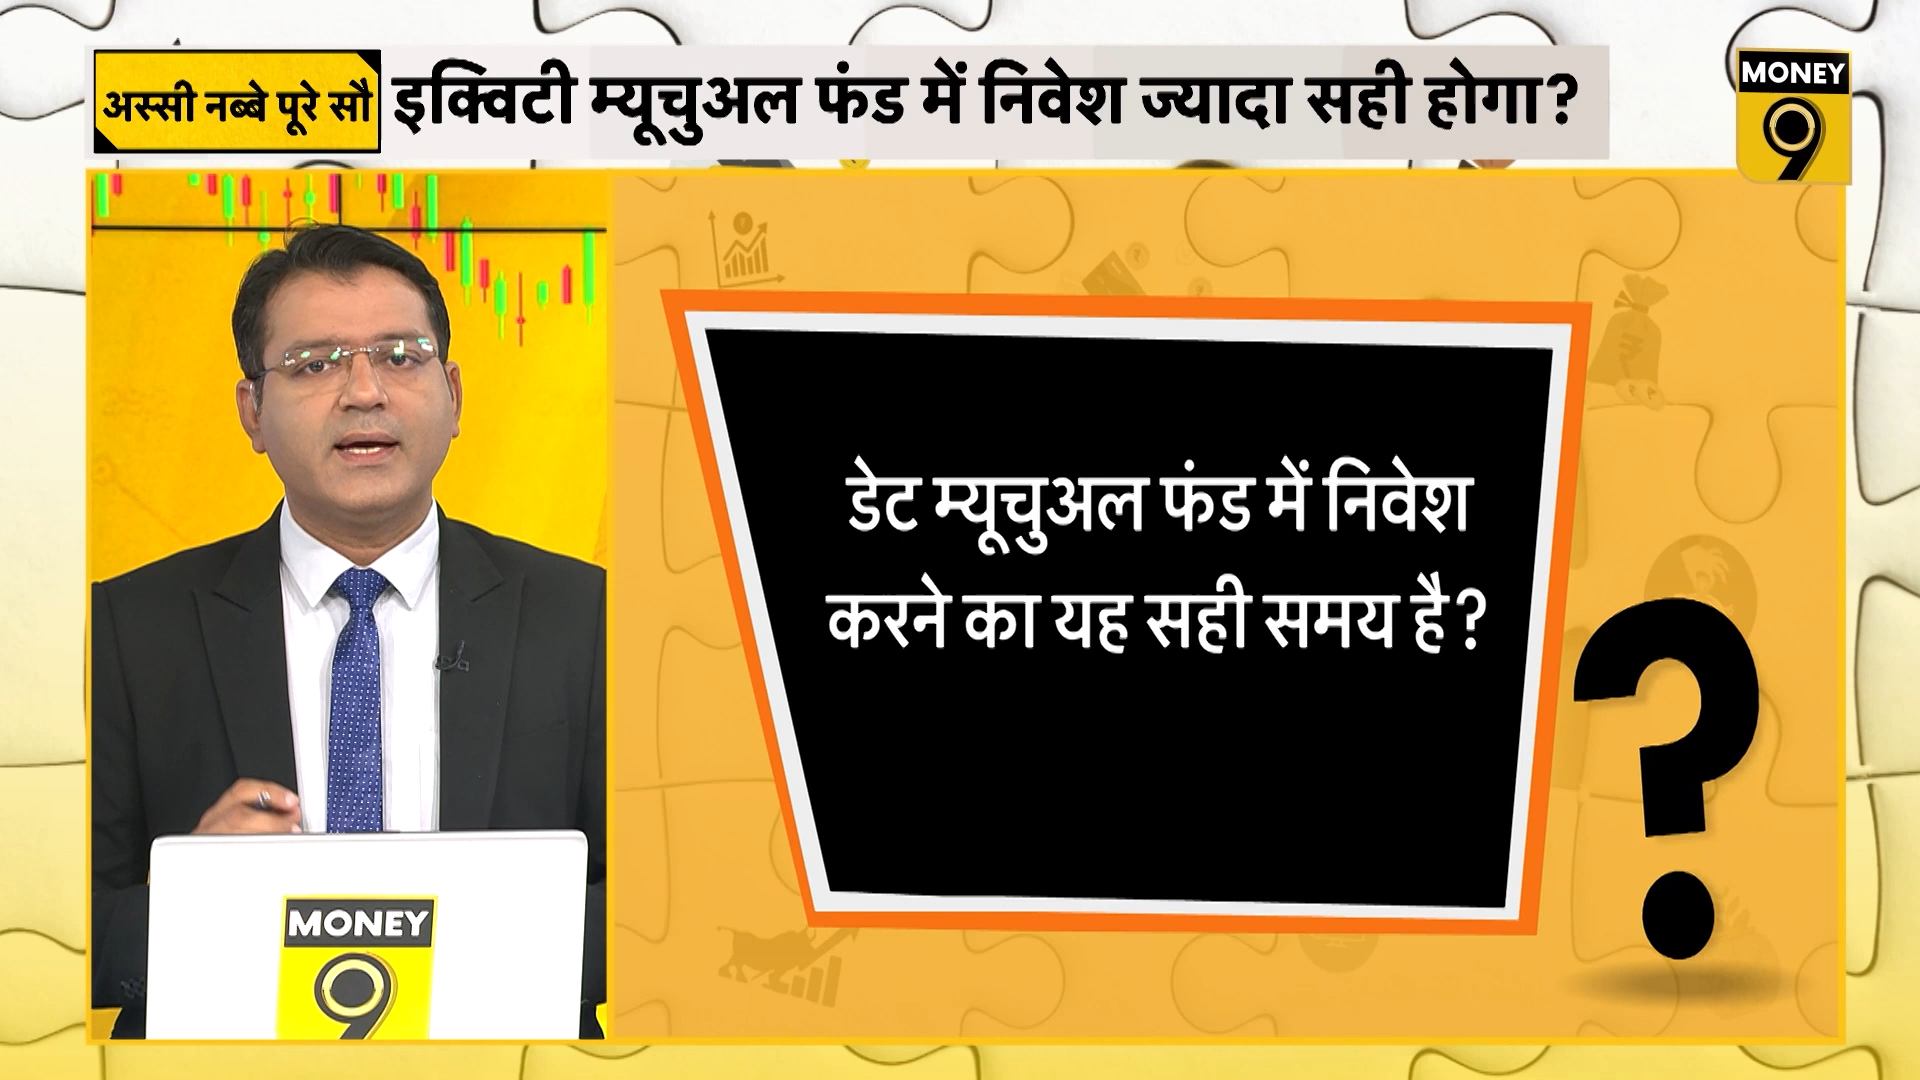 अस्सी नब्बे पूरे सौ
इक्विटी म्यूचुअल फंड में निवेश ज्यादा सही होगा?
MONEY
9
डेट म्यूचुअल फंड में निवेश
करने का यह सही समय है?
?
MONEY
9